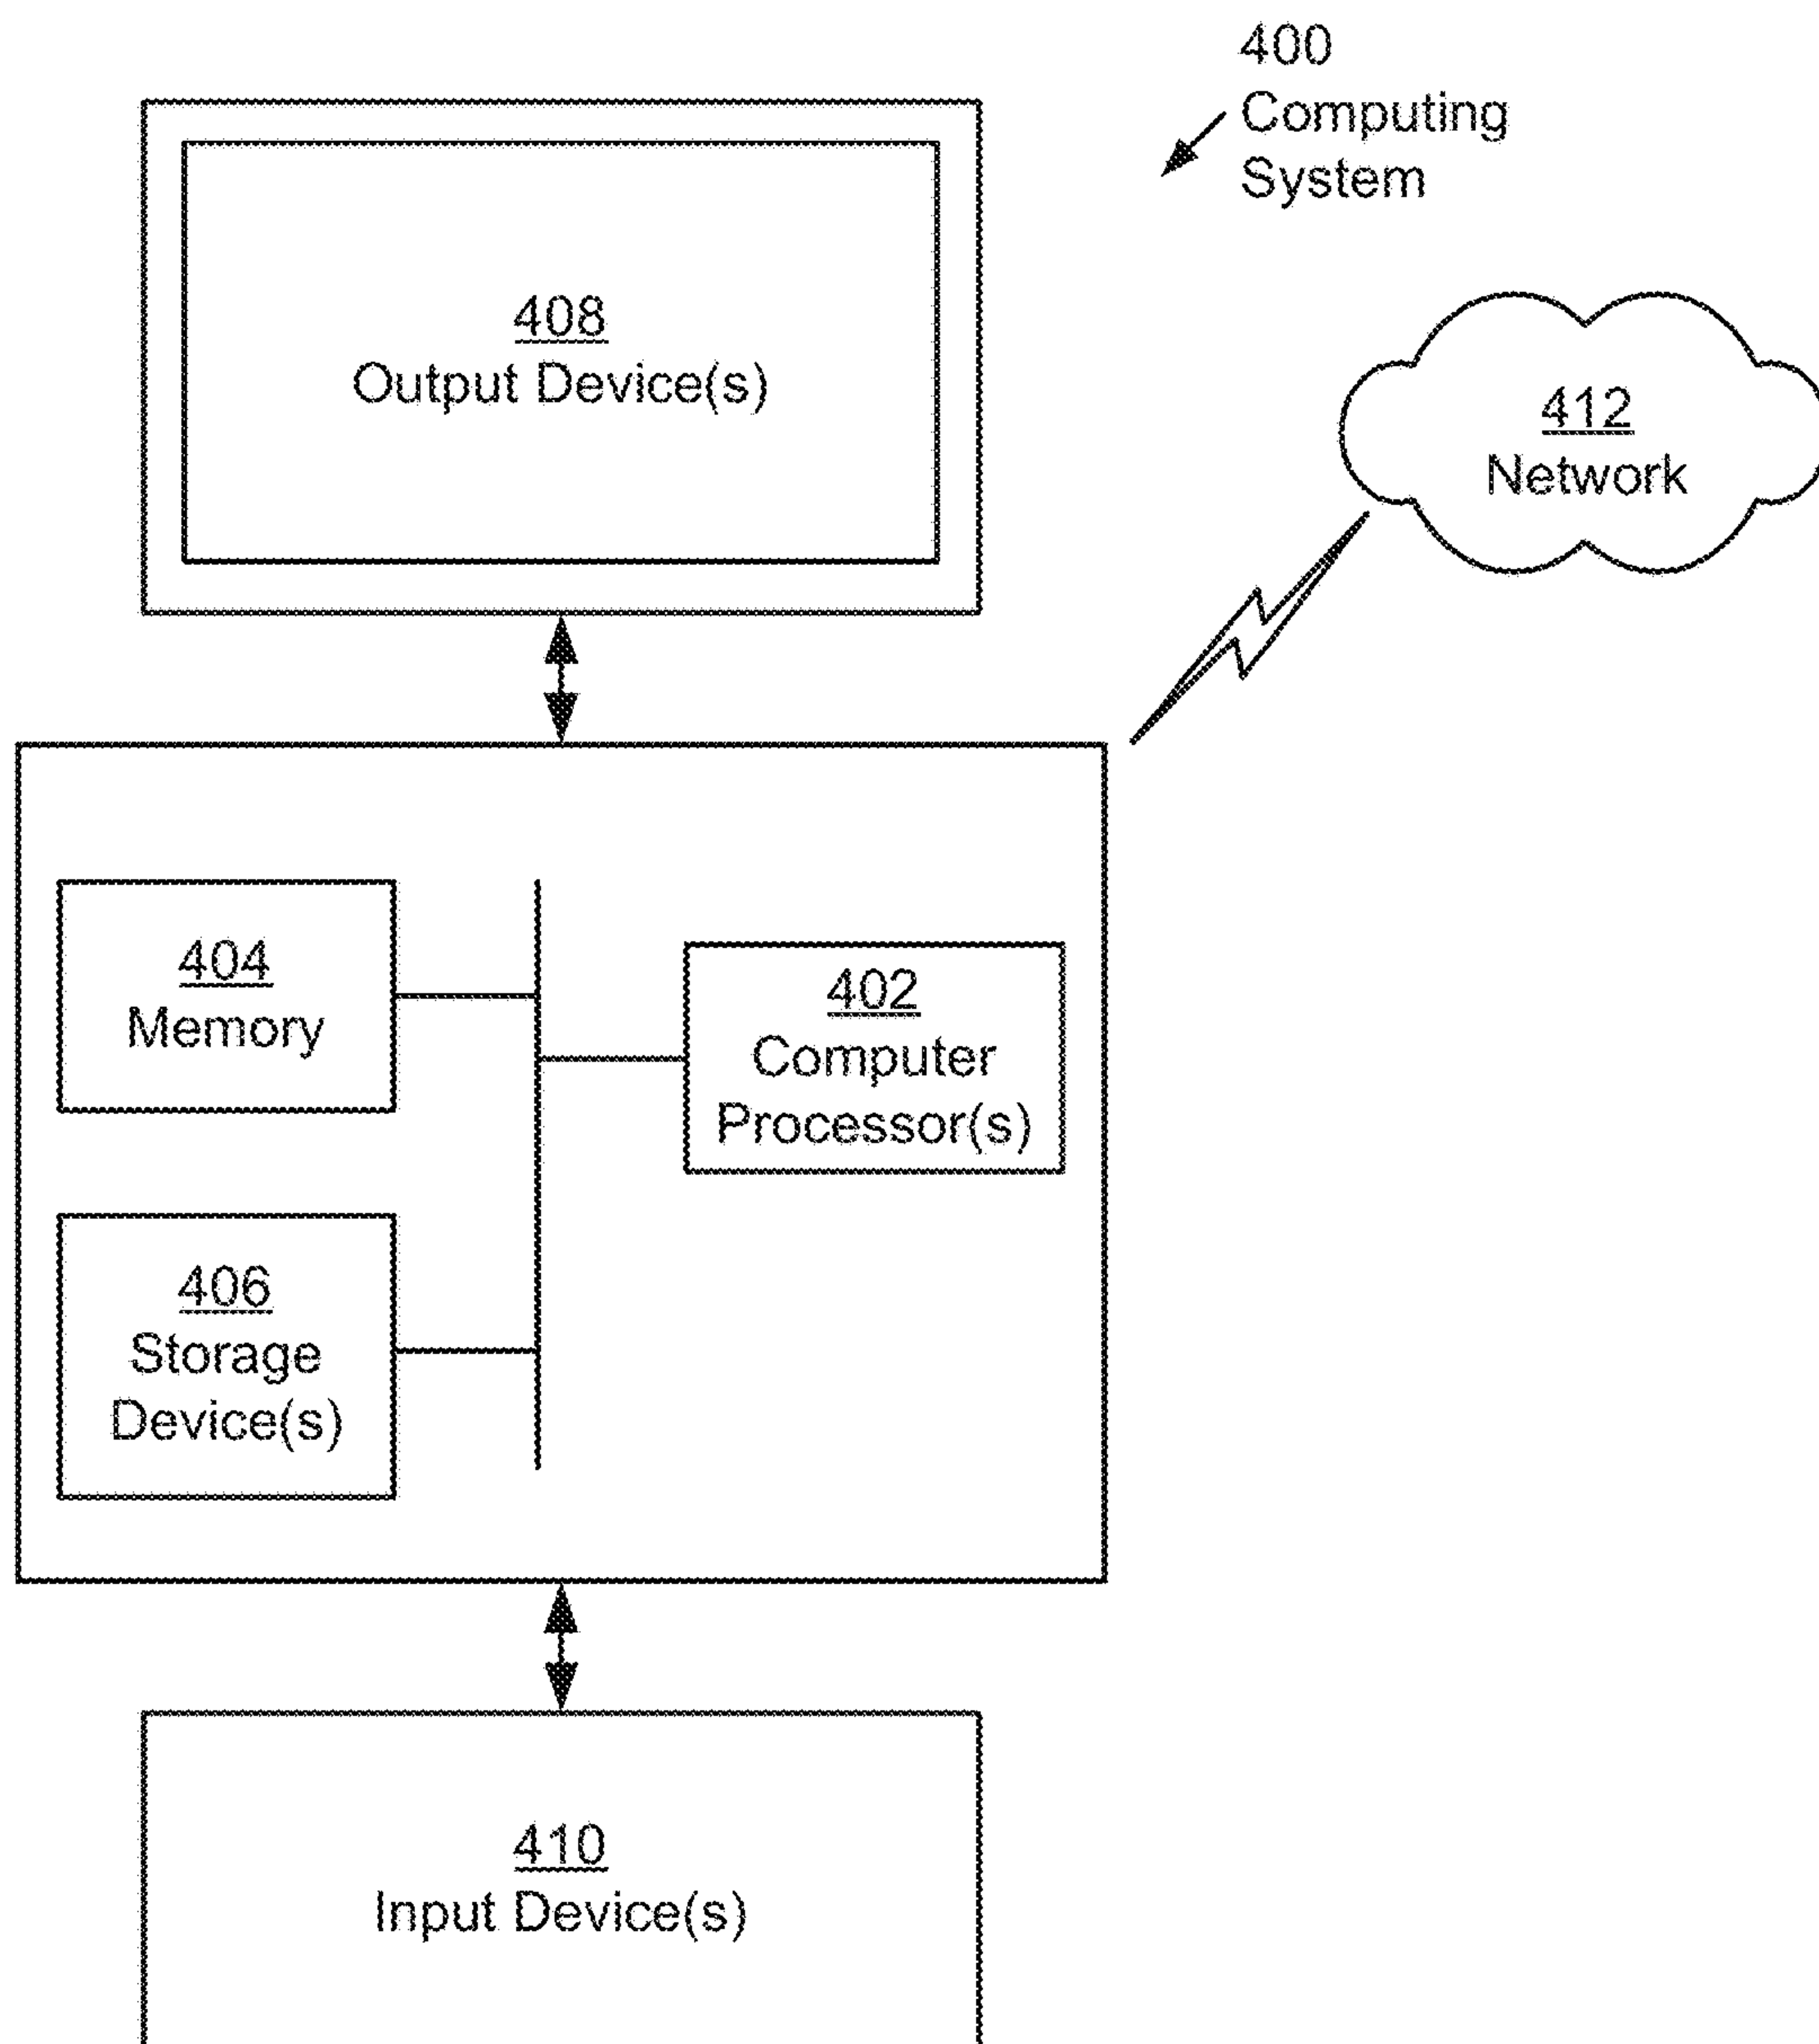 400
Computing
System
408
Output Device(s)
412
Network
404
Memory
402
Computer
Processor(s)
406
Storage
Device(s)
410
Input Device(s)